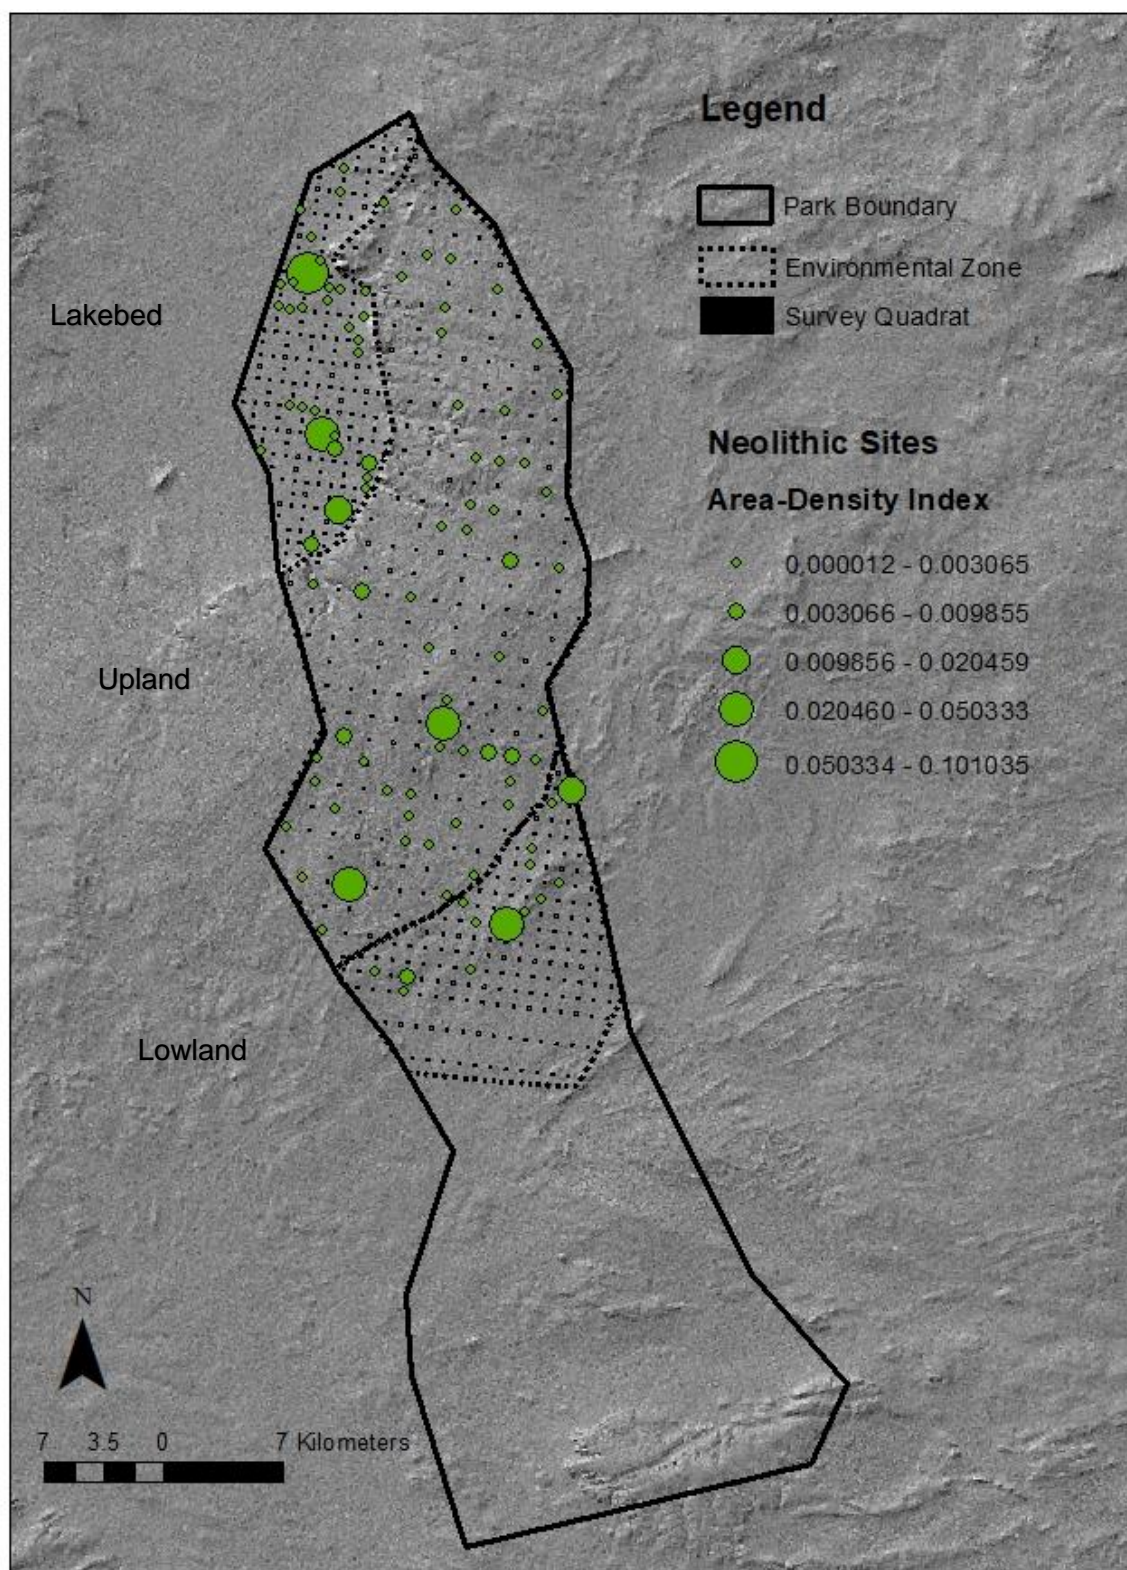 Legend
Park Boundary
Environmental Zone
Survey Quadrat
Lakebed
Neolithic Sites
Area-Density Index
0.000012 - 0.003065
0.003066 - 0.009855
0.009856 - 0.020459
0.020460 - 0.050333
0.050334 - 0.101035
Upland
Lowland
N
7 3.5 0 7 Kilometers